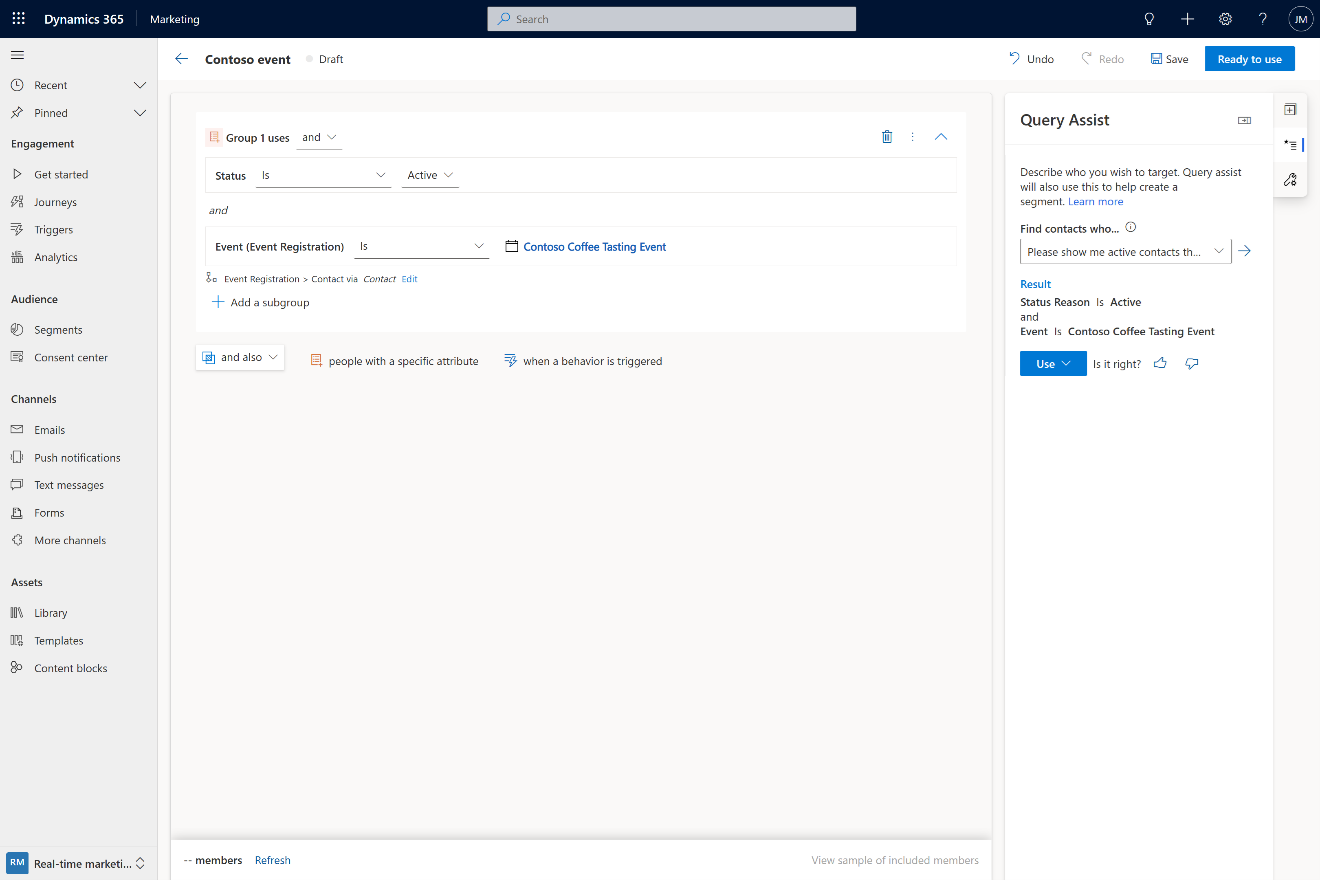 Dynamics 365
Marketing
Search
JM
Recent
Pinned
Engagement
Get started
Journeys
Triggers
Analytics
Audience
Segments
Consent center
Channels
Emails
Push notifications
Text messages
Forms
More channels
Assets
Library
Templates
Content blocks
RM Real-time marketi...
Contoso event
Draft
Undo
Redo
Save
Ready to use
Group 1 uses and
Status Is Active
and
Event (Event Registration) Is Contoso Coffee Tasting Event
Event Registration > Contact via Contact Edit
Add a subgroup
and also
people with a specific attribute
when a behavior is triggered
-- members Refresh
View sample of included members
Query Assist
Describe who you wish to target. Query assist
will also use this to help create a
segment. Learn more
Find contacts who...
Please show me active contacts th...
Result
Status Reason Is Active
and
Event Is Contoso Coffee Tasting Event
Use
Is it right?